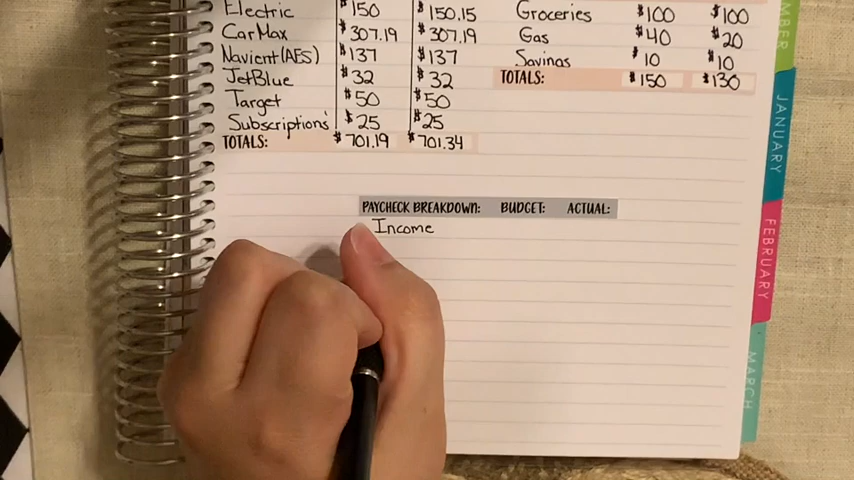 Electric $150 $150.15
CarMax $307.19 $307.19
Navient (AES) $137 $137
JetBlue $32 $32
Target $50 $50
Subscriptions $25 $25
TOTALS: $701.19 $701.34
Groceries $100 $100
Gas $40 $20
Savings $10 $10
TOTALS: $150 $130
PAYCHECK BREAKDOWN: BUDGET: ACTUAL:
Income
JANUARY
FEBRUARY
MARCH